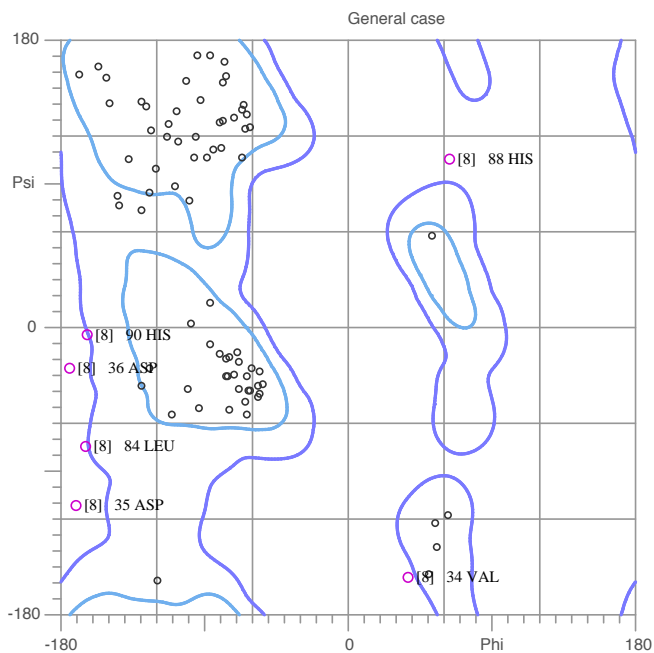 General case
180
[8] 88 HIS
Psi
0
[8] 90 HIS
[8] 36 ASP
[8] 84 LEU
[8] 35 ASP
[8] 34 VAL
-180
-180 0 Phi 180